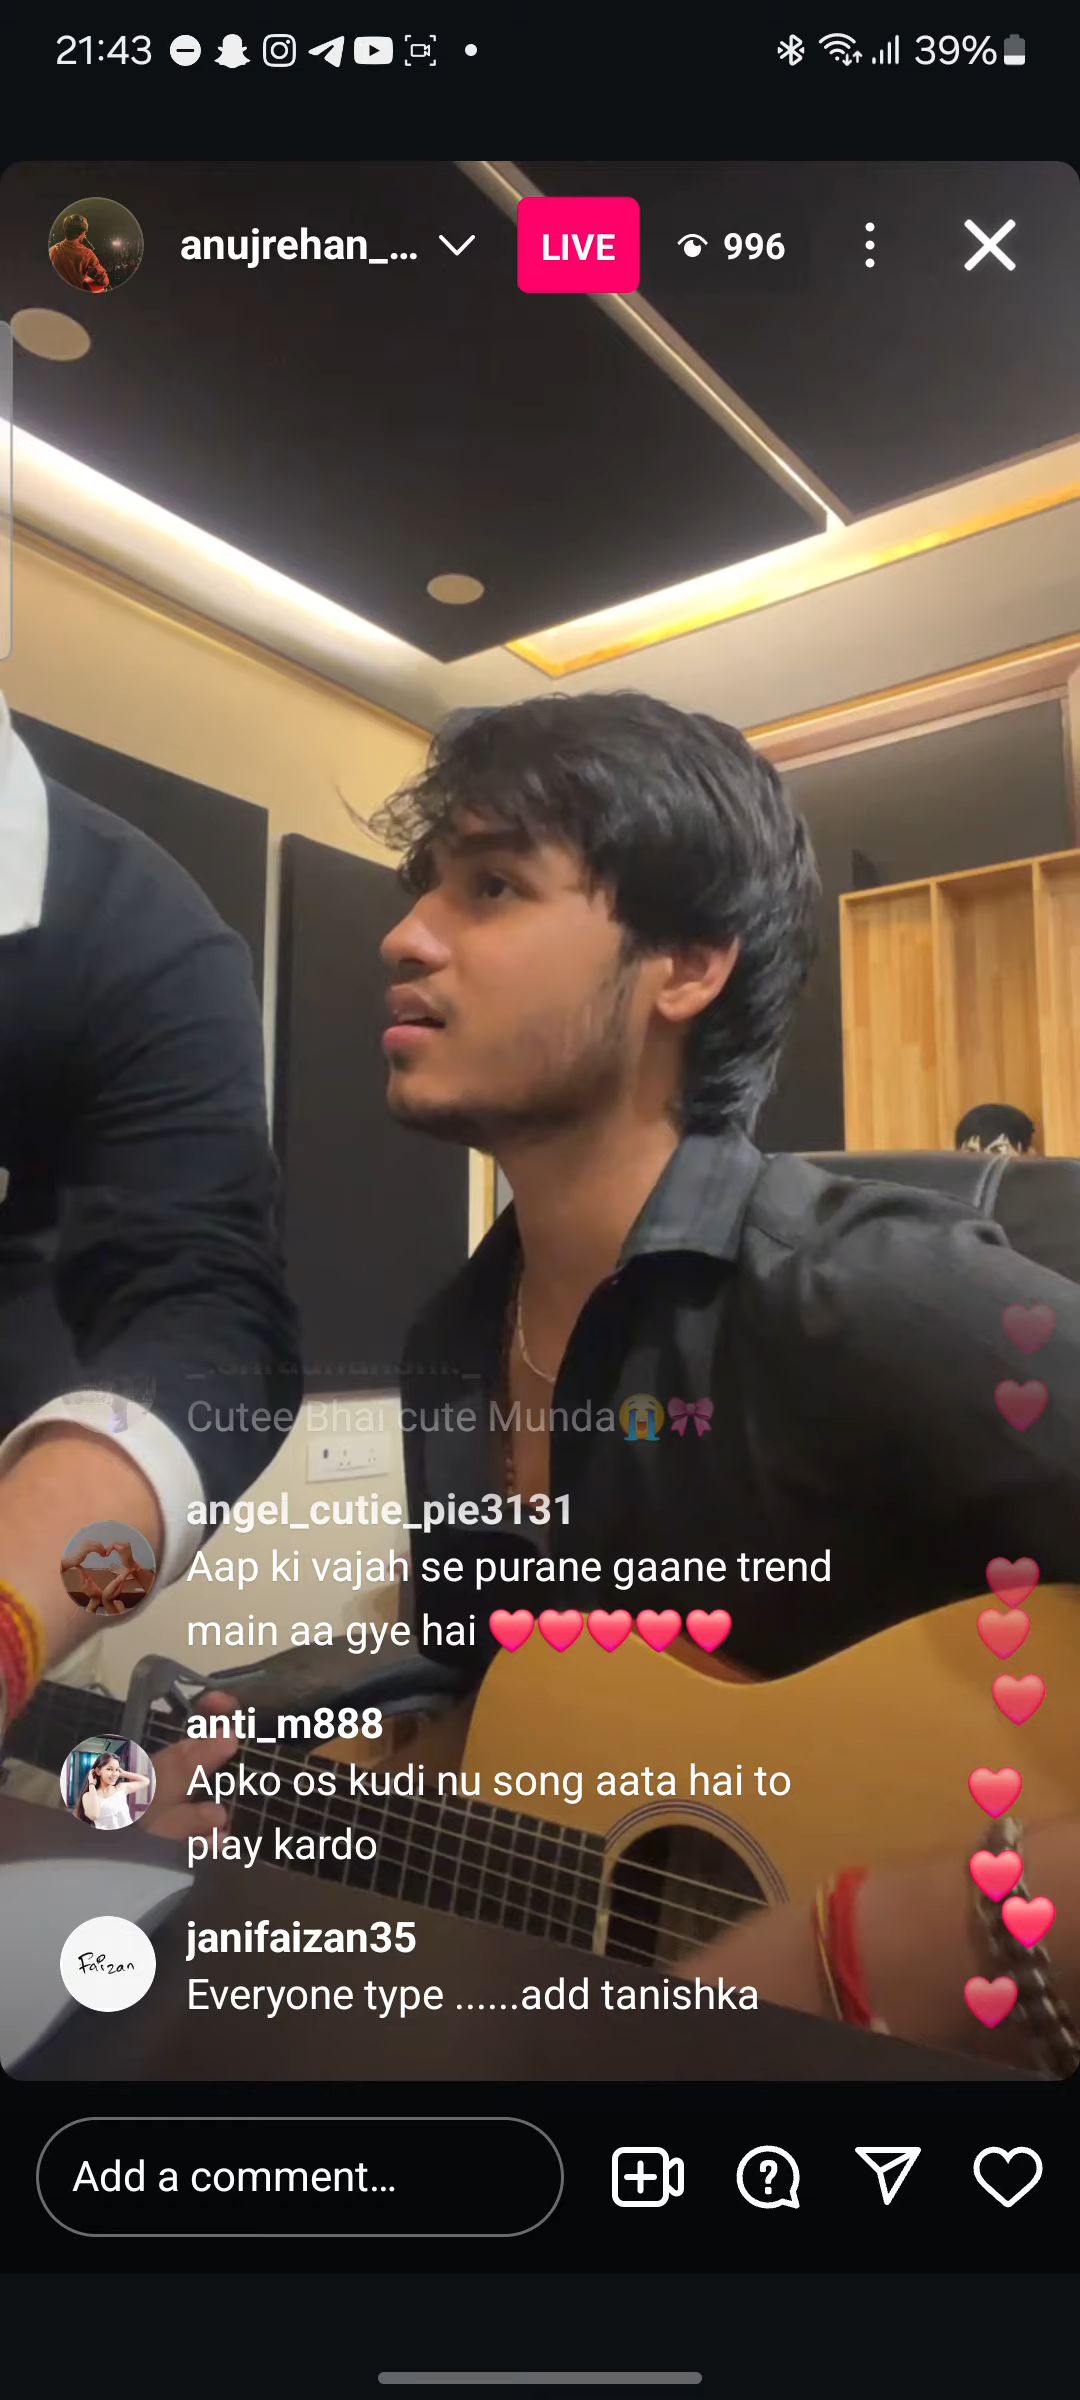 21:43
39%
anujrehan_...
LIVE
996
Cutee Bhai cute Munda😭🎀
angel_cutie_pie3131
Aap ki vajah se purane gaane trend
main aa gye hai ❤️❤️❤️❤️❤️
anti_m888
Apko os kudi nu song aata hai to
play kardo
Faizan
janifaizan35
Everyone type ......add tanishka
Add a comment...